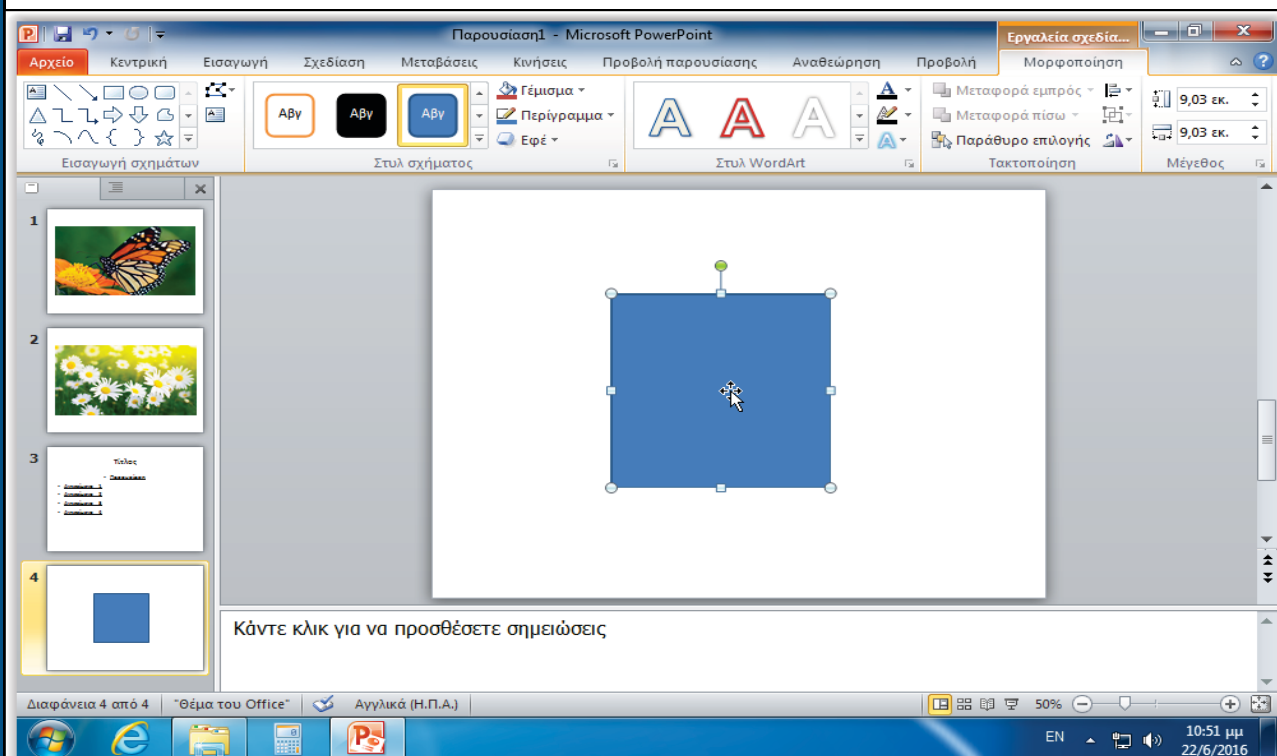 Παρουσίαση1 - Microsoft PowerPoint
Εργαλεία σχεδία...
Αρχείο Κεντρική Εισαγωγή Σχεδίαση Μεταβάσεις Κινήσεις Προβολή παρουσίασης Αναθεώρηση Προβολή Μορφοποίηση
Αβγ Αβγ Αβγ
Γέμισμα
Περίγραμμα
Εφέ
Μεταφορά εμπρός
Μεταφορά πίσω
Παράθυρο επιλογής
9,03 εκ.
9,03 εκ.
Εισαγωγή σχημάτων Στυλ σχήματος Στυλ WordArt Τακτοποίηση Μέγεθος
1
2
3
Τίτλος
4
Κάντε κλικ για να προσθέσετε σημειώσεις
Διαφάνεια 4 από 4 "Θέμα του Office" Αγγλικά (Η.Π.Α.) 50%
EN 10:51 μμ
22/6/2016